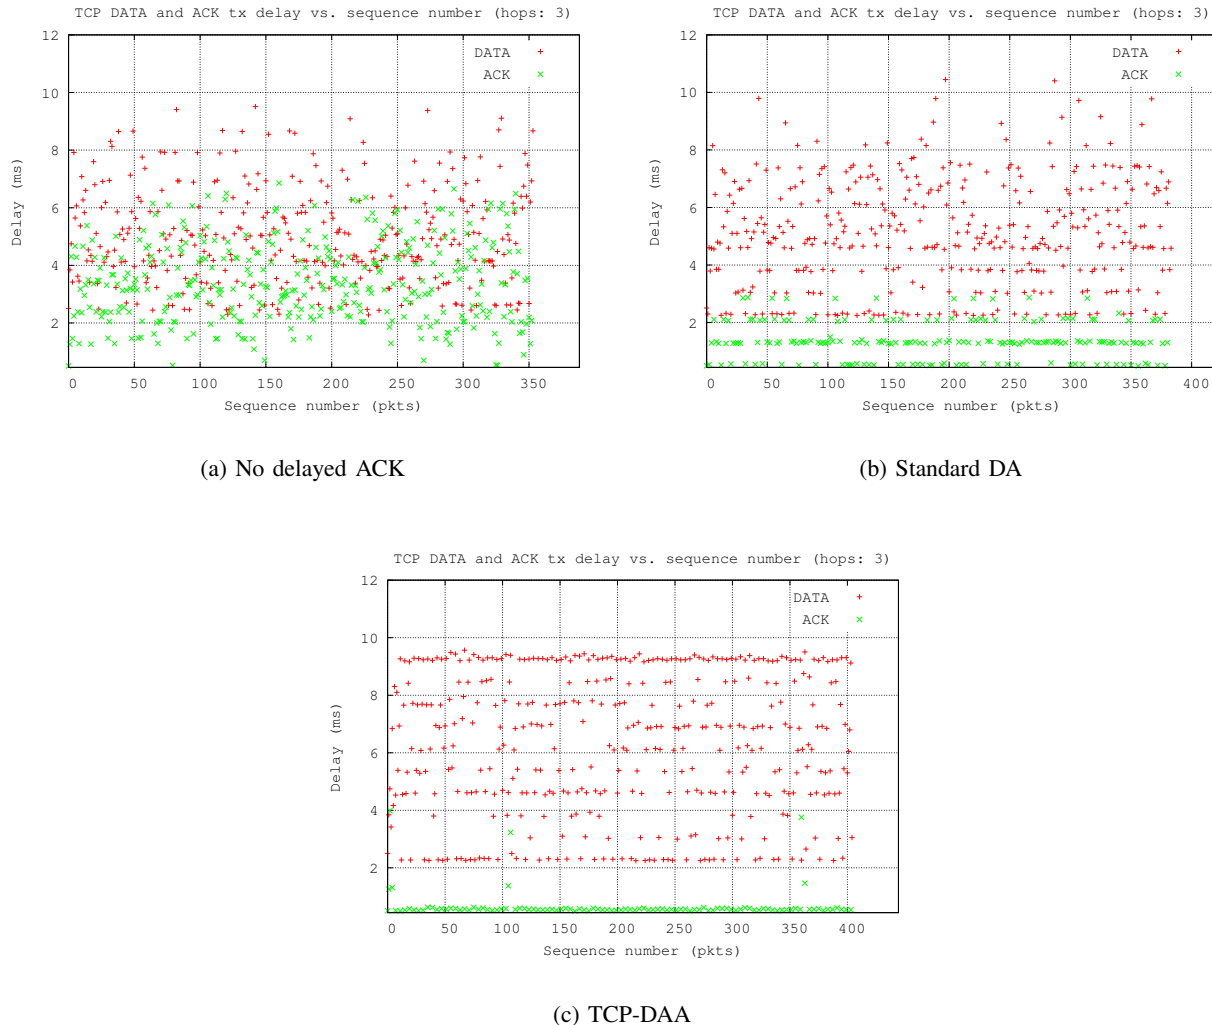 TCP DATA and ACK tx delay vs. sequence number (hops: 3)
12
10
8
6
4
2
Delay (ms)
DATA
ACK
0 50 100 150 200 250 300 350
Sequence number (pkts)
(a) No delayed ACK
TCP DATA and ACK tx delay vs. sequence number (hops: 3)
12
10
8
6
4
2
Delay (ms)
DATA
ACK
0 50 100 150 200 250 300 350 400
Sequence number (pkts)
(b) Standard DA
TCP DATA and ACK tx delay vs. sequence number (hops: 3)
12
10
8
6
4
2
Delay (ms)
DATA
ACK
0 50 100 150 200 250 300 350 400
Sequence number (pkts)
(c) TCP-DAA